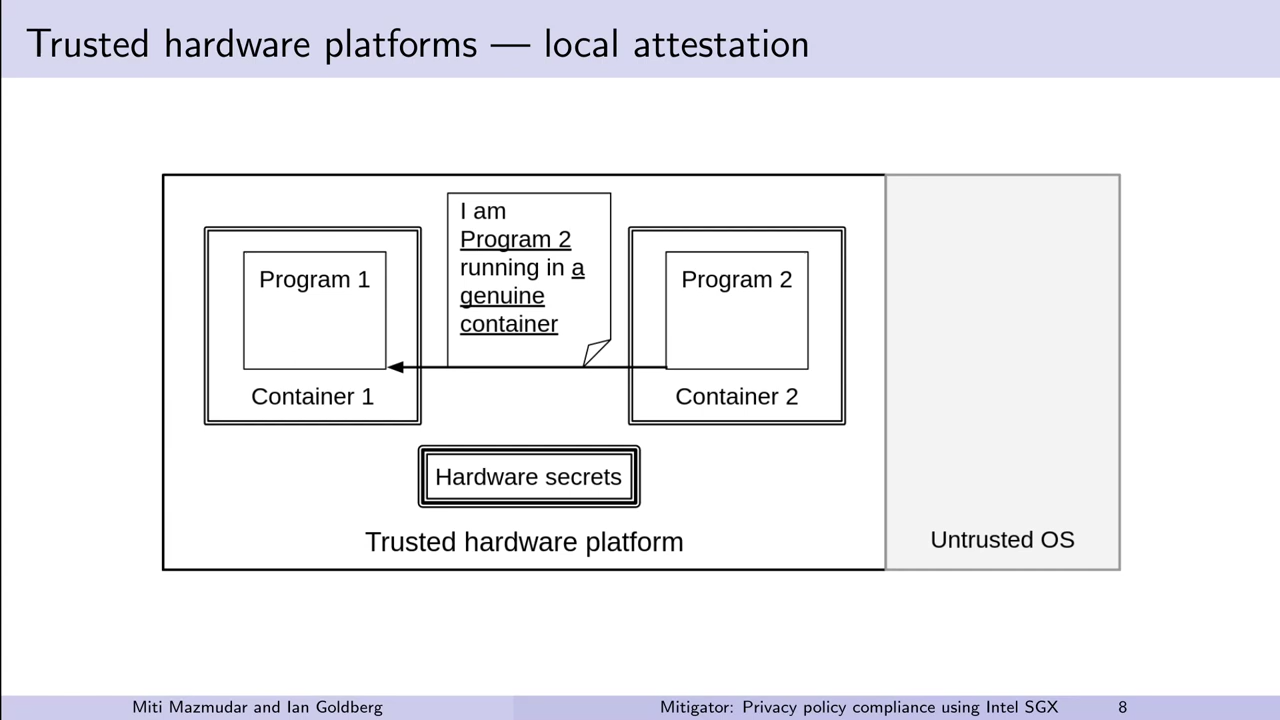 Trusted hardware platforms — local attestation
I am
Program 2
running in a
genuine
container
Program 1
Container 1
Program 2
Container 2
Hardware secrets
Trusted hardware platform
Untrusted OS
Miti Mazmudar and Ian Goldberg
Mitigator: Privacy policy compliance using Intel SGX
8